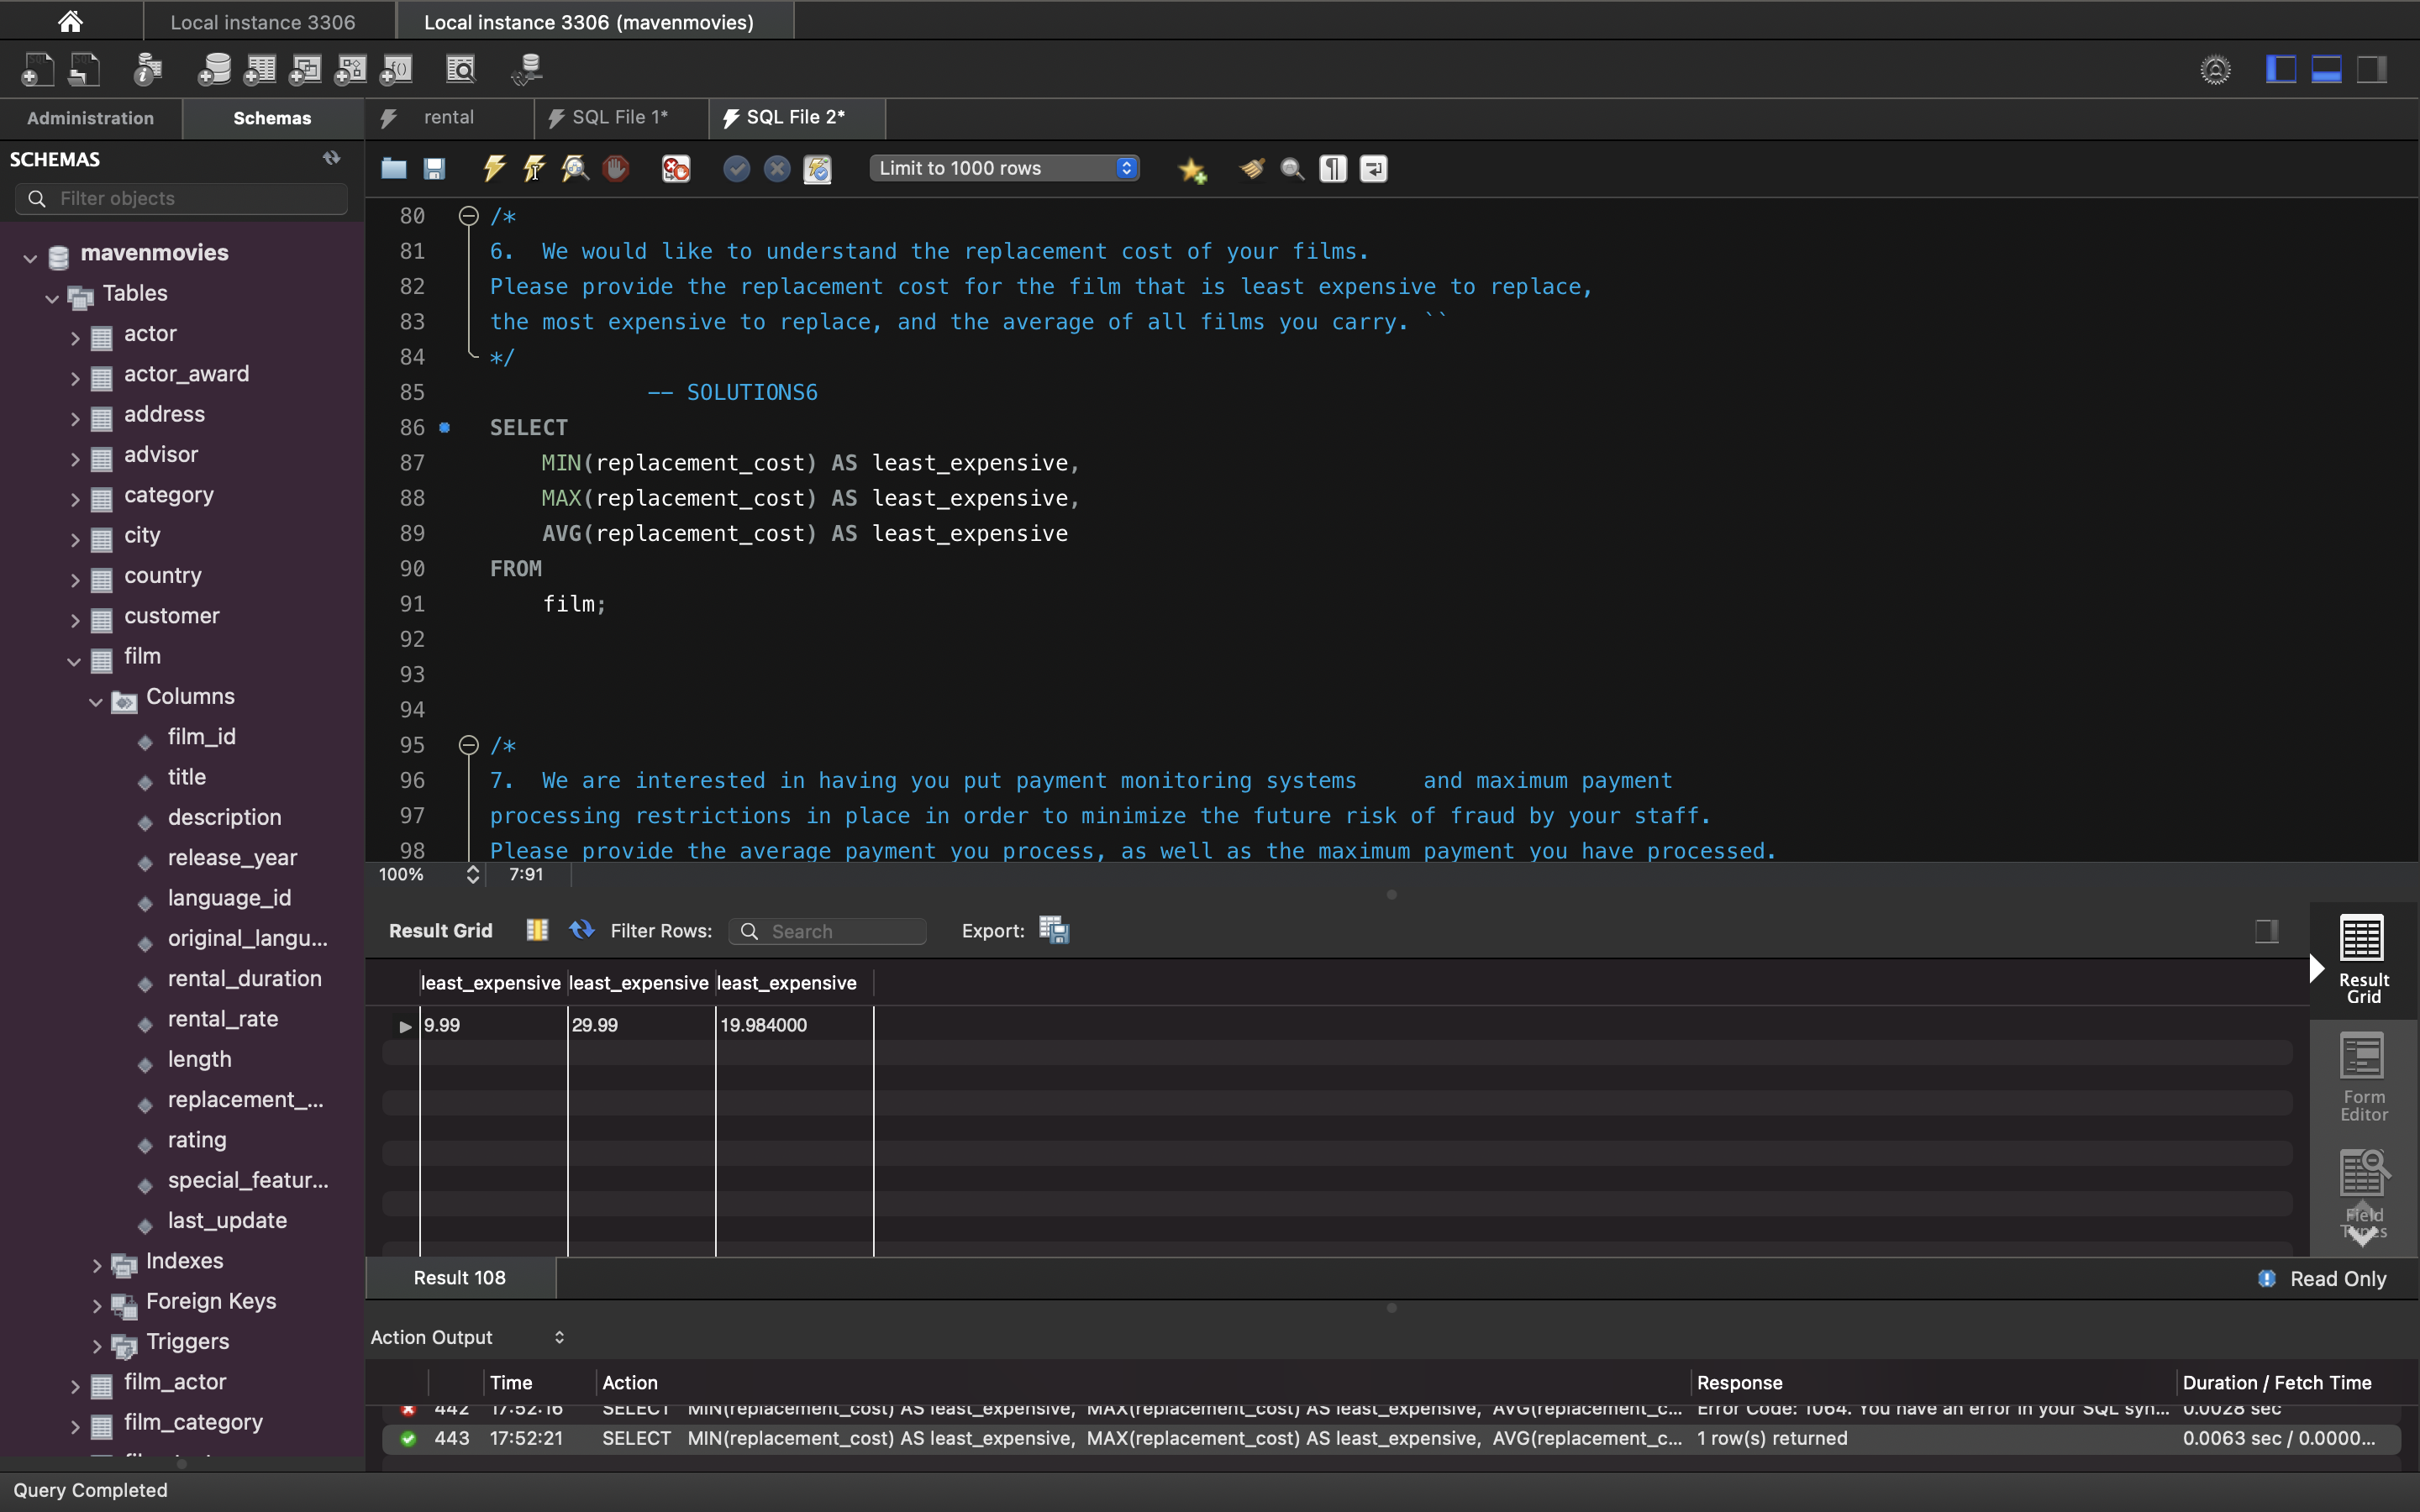 Local instance 3306
Local instance 3306 (mavenmovies)
Administration
Schemas
rental
SQL File 1*
SQL File 2*
SCHEMAS
Limit to 1000 rows
Filter objects
mavenmovies
Tables
actor
actor_award
address
advisor
category
city
country
customer
film
Columns
film_id
title
description
release_year
language_id
original_langu...
rental_duration
rental_rate
length
replacement_...
rating
special_featur...
last_update
Indexes
Foreign Keys
Triggers
film_actor
film_category
80 /*
81 6. We would like to understand the replacement cost of your films.
82 Please provide the replacement cost for the film that is least expensive to replace,
83 the most expensive to replace, and the average of all films you carry. ``
84 */
85 -- SOLUTIONS6
86 SELECT
87 MIN(replacement_cost) AS least_expensive,
88 MAX(replacement_cost) AS least_expensive,
89 AVG(replacement_cost) AS least_expensive
90 FROM
91 film;
92
93
94
95 /*
96 7. We are interested in having you put payment monitoring systems     and maximum payment
97 processing restrictions in place in order to minimize the future risk of fraud by your staff.
98 Please provide the average payment you process, as well as the maximum payment you have processed.
100% 7:91
Result Grid Filter Rows: Search Export:
least_expensive least_expensive least_expensive
9.99 29.99 19.984000
Result Grid
Form Editor
Field Types
Result 108
Read Only
Action Output
Time Action Response Duration / Fetch Time
442 17:52:16 SELECT MIN(replacement_cost) AS least_expensive, MAX(replacement_cost) AS least_expensive, AVG(replacement_c... Error Code: 1064. You have an error in your SQL syn... 0.0028 sec
443 17:52:21 SELECT MIN(replacement_cost) AS least_expensive, MAX(replacement_cost) AS least_expensive, AVG(replacement_c... 1 row(s) returned 0.0063 sec / 0.0000...
Query Completed